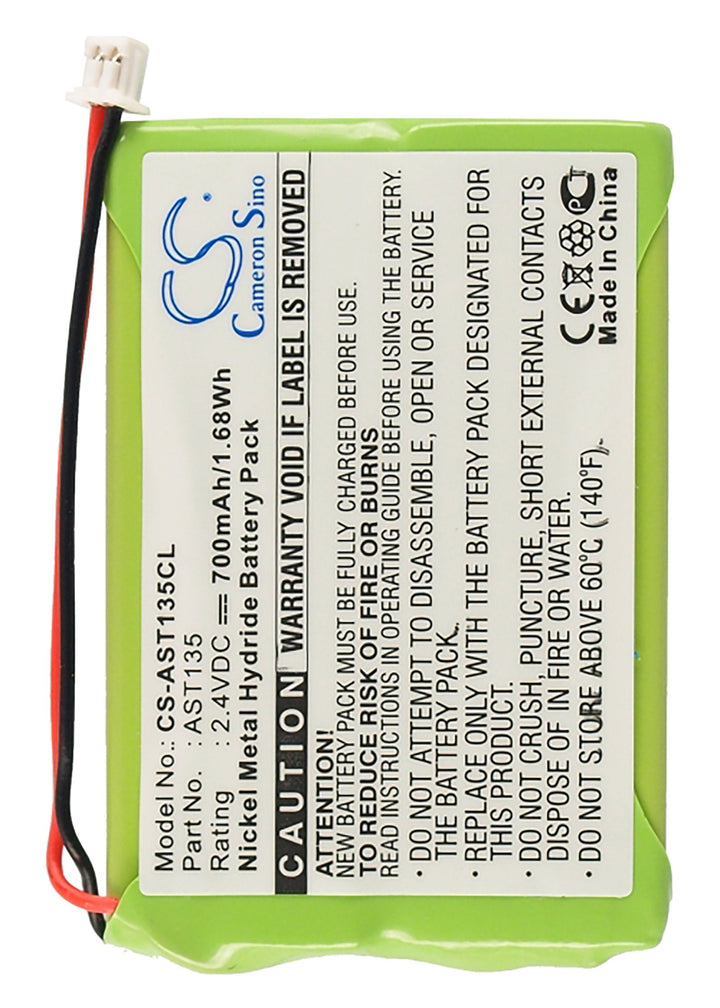 CS.
Cameron Sino
Model No.: CS-AST135CL
Part No. : AST135
Rating : 2.4VDC 700mAh/1.68Wh
Nickel Metal Hydride Battery Pack
CAUTION WARRANTY VOID IF LABEL IS REMOVED
ATTENTION!
NEW BATTERY PACK MUST BE FULLY CHARGED BEFORE USE.
TO REDUCE RISK OF FIRE OR BURNS
READ INSTRUCTIONS IN OPERATING GUIDE BEFORE USING THE BATTERY.
· DO NOT ATTEMPT TO DISASSEMBLE, OPEN OR SERVICE
THE BATTERY PACK.
· REPLACE ONLY WITH THE BATTERY PACK DESIGNATED FOR
THIS PRODUCT.
· DO NOT CRUSH, PUNCTURE, SHORT EXTERNAL CONTACTS
DISPOSE OF IN FIRE OR WATER.
· DO NOT STORE ABOVE 60°C (140°F).
CE PCT
Made In China